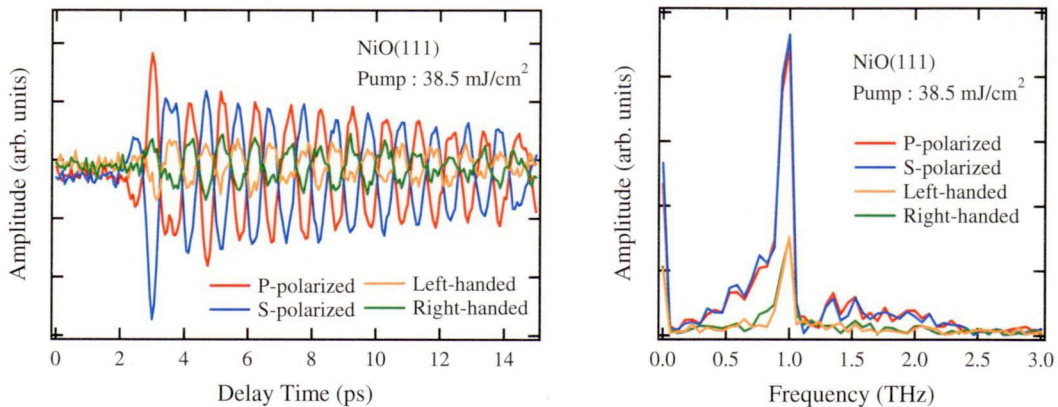 NiO(111)
Pump : 38.5 mJ/cm²
Amplitude (arb. units)
P-polarized Left-handed
S-polarized Right-handed
0 2 4 6 8 10 12 14
Delay Time (ps)
NiO(111)
Pump : 38.5 mJ/cm²
Amplitude (arb. units)
P-polarized
S-polarized
Left-handed
Right-handed
0.0 0.5 1.0 1.5 2.0 2.5 3.0
Frequency (THz)